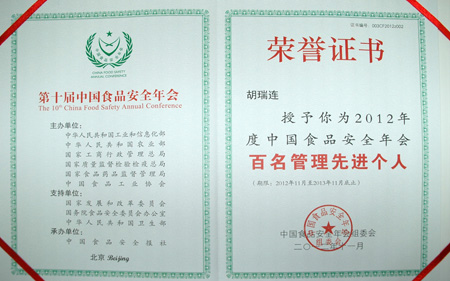 CHINA FOOD SAFETY
ANNUAL CONFERENCE
第十届中国食品安全年会
The 10th China Food Safety Annual Conference
主办单位:
中华人民共和国工业和信息化部
中华人民共和国农业部
国家工商行政管理总局
国家质量监督检验检疫总局
国家食品药品监督管理局
中国食品工业协会
支持单位:
国家发展和改革委员会
国务院食品安全委员会办公室
中华人民共和国卫生部
承办单位:
中国食品安全报社
北京 Beijing
荣誉证书
胡瑞连
授予你为2012年
度中国食品安全年会
百名管理先进个人
(期限:2012年11月至2013年11月底止)
中国食品安全年会组委会
二〇一二年十一月
中国食品安全年会
组委会